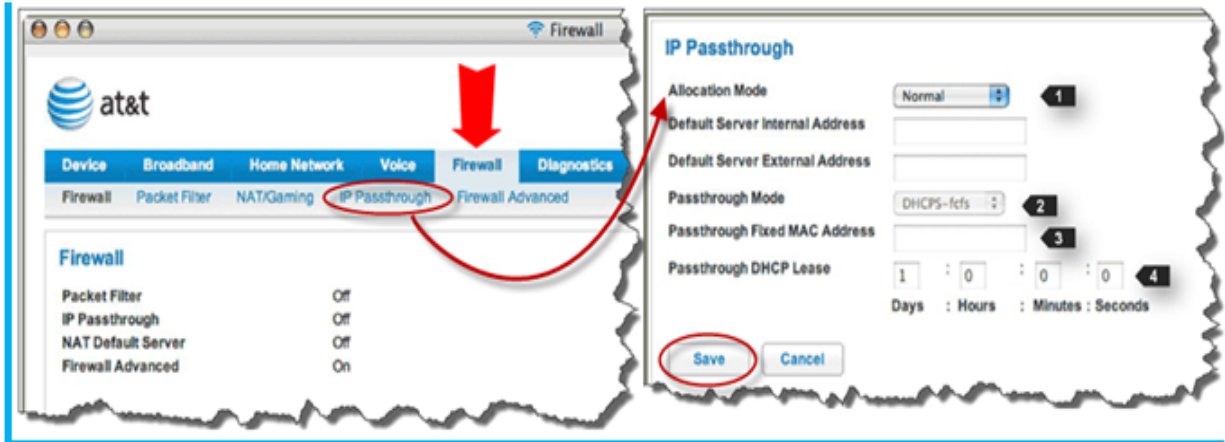 Firewall
at&t
Device Broadband Home Network Voice Firewall Diagnostics
Firewall Packet Filter NAT/Gaming IP Passthrough Firewall Advanced
Firewall
Packet Filter Off
IP Passthrough Off
NAT Default Server Off
Firewall Advanced On
IP Passthrough
Allocation Mode Normal 1
Default Server Internal Address
Default Server External Address
Passthrough Mode DHCPS-fcfs 2
Passthrough Fixed MAC Address 3
Passthrough DHCP Lease 1 : 0 : 0 : 0 4
Days : Hours : Minutes : Seconds
Save Cancel